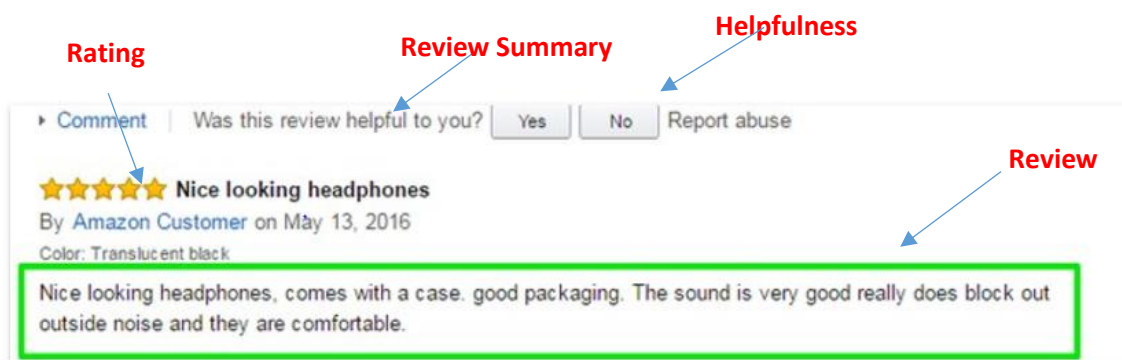 Helpfulness
Rating
Review Summary
Comment Was this review helpful to you? Yes No Report abuse
Review
Nice looking headphones
By Amazon Customer on May 13, 2016
Color: Translucent black
Nice looking headphones, comes with a case. good packaging. The sound is very good really does block out
outside noise and they are comfortable.